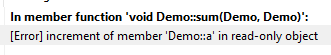 In member function 'void Demo::sum(Demo, Demo)':
[Error] increment of member 'Demo::a' in read-only object